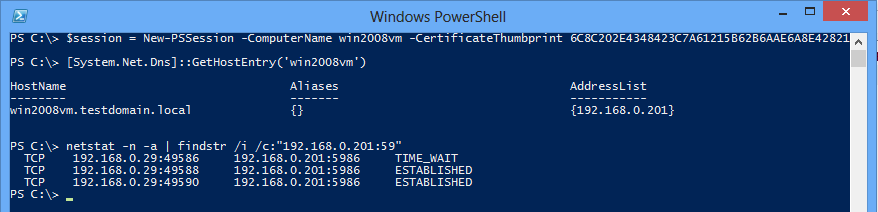 Windows PowerShell
PS C:\> $session = New-PSSession -ComputerName win2008vm -CertificateThumbprint 6C8C202E4348423C7A61215B62B6AAE6A8E42821
PS C:\> [System.Net.Dns]::GetHostEntry('win2008vm')
HostName Aliases AddressList
-------- ------- -----------
win2008vm.testdomain.local {} {192.168.0.201}
PS C:\> netstat -n -a | findstr /i /c:"192.168.0.201:59"
TCP 192.168.0.29:49586 192.168.0.201:5986 TIME_WAIT
TCP 192.168.0.29:49588 192.168.0.201:5986 ESTABLISHED
TCP 192.168.0.29:49590 192.168.0.201:5986 ESTABLISHED
PS C:\>